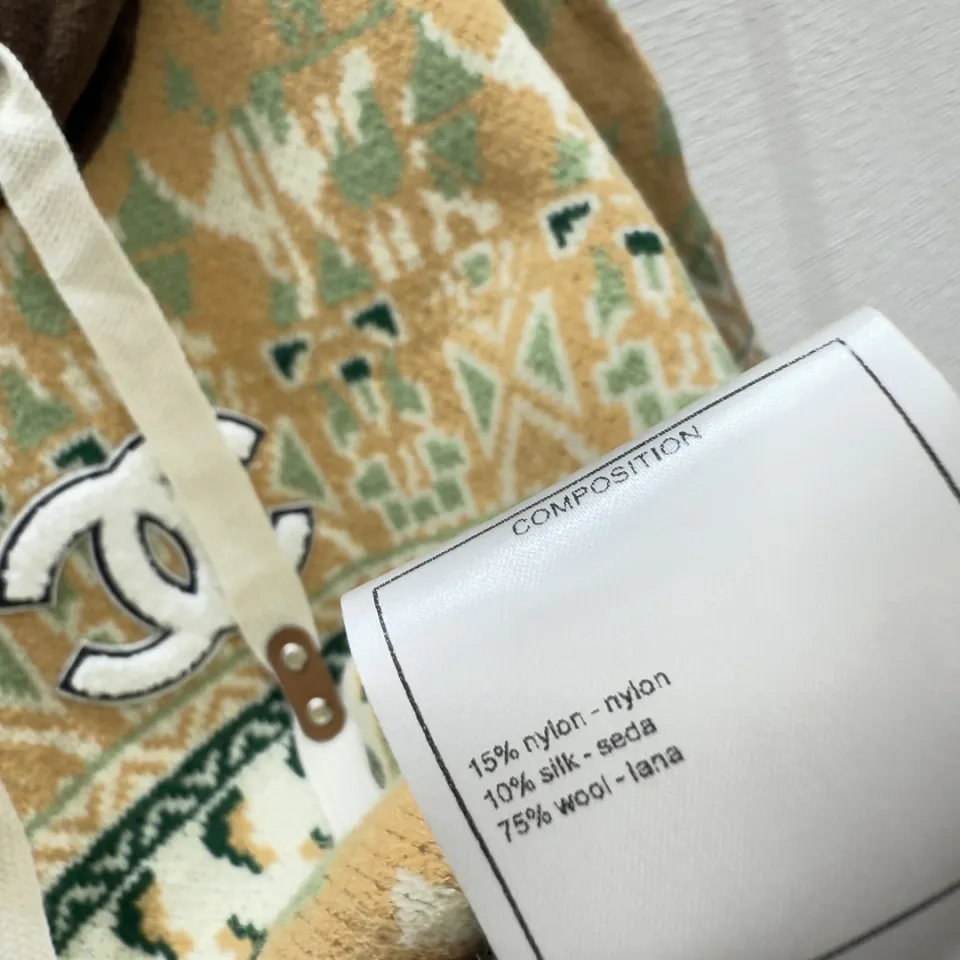 COMPOSITION
15% nylon - nylon
10% silk - seda
75% wool - lana